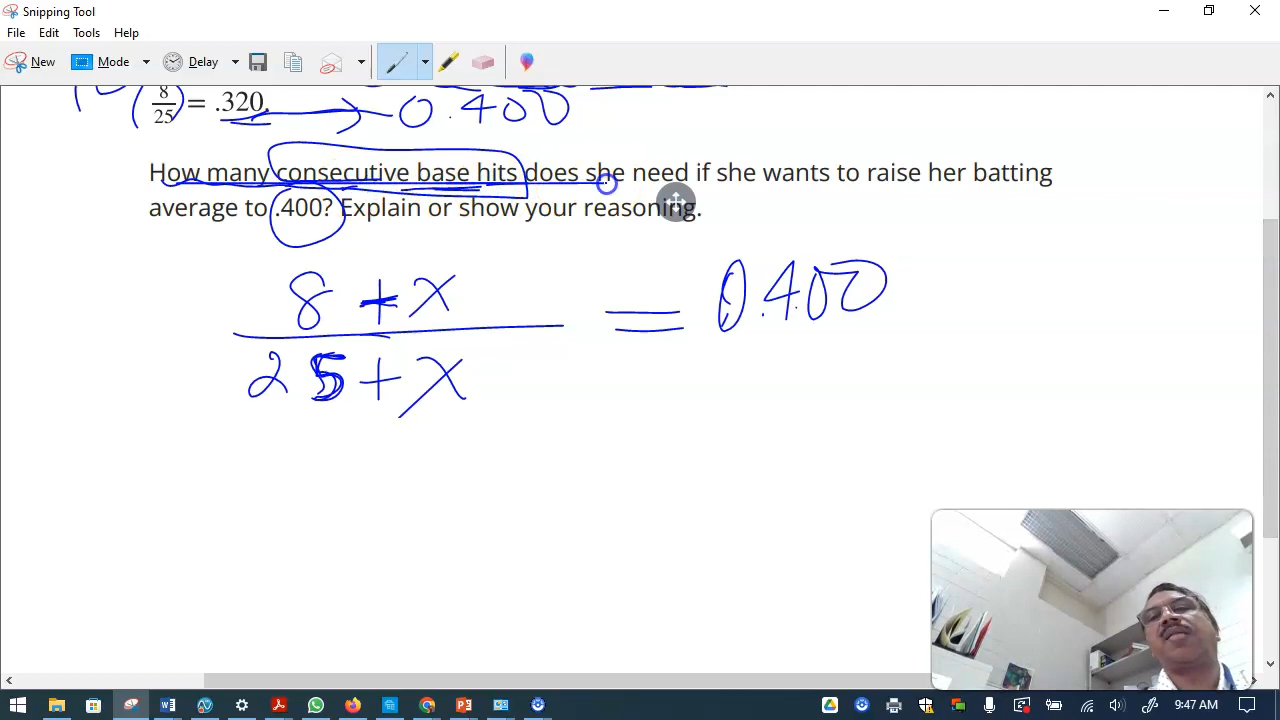 Snipping Tool
File Edit Tools Help
New Mode Delay
8/25 = .320. 0.400
How many consecutive base hits does she need if she wants to raise her batting
average to .400? Explain or show your reasoning.
8 + x = 0.400
25 + x
9:47 AM